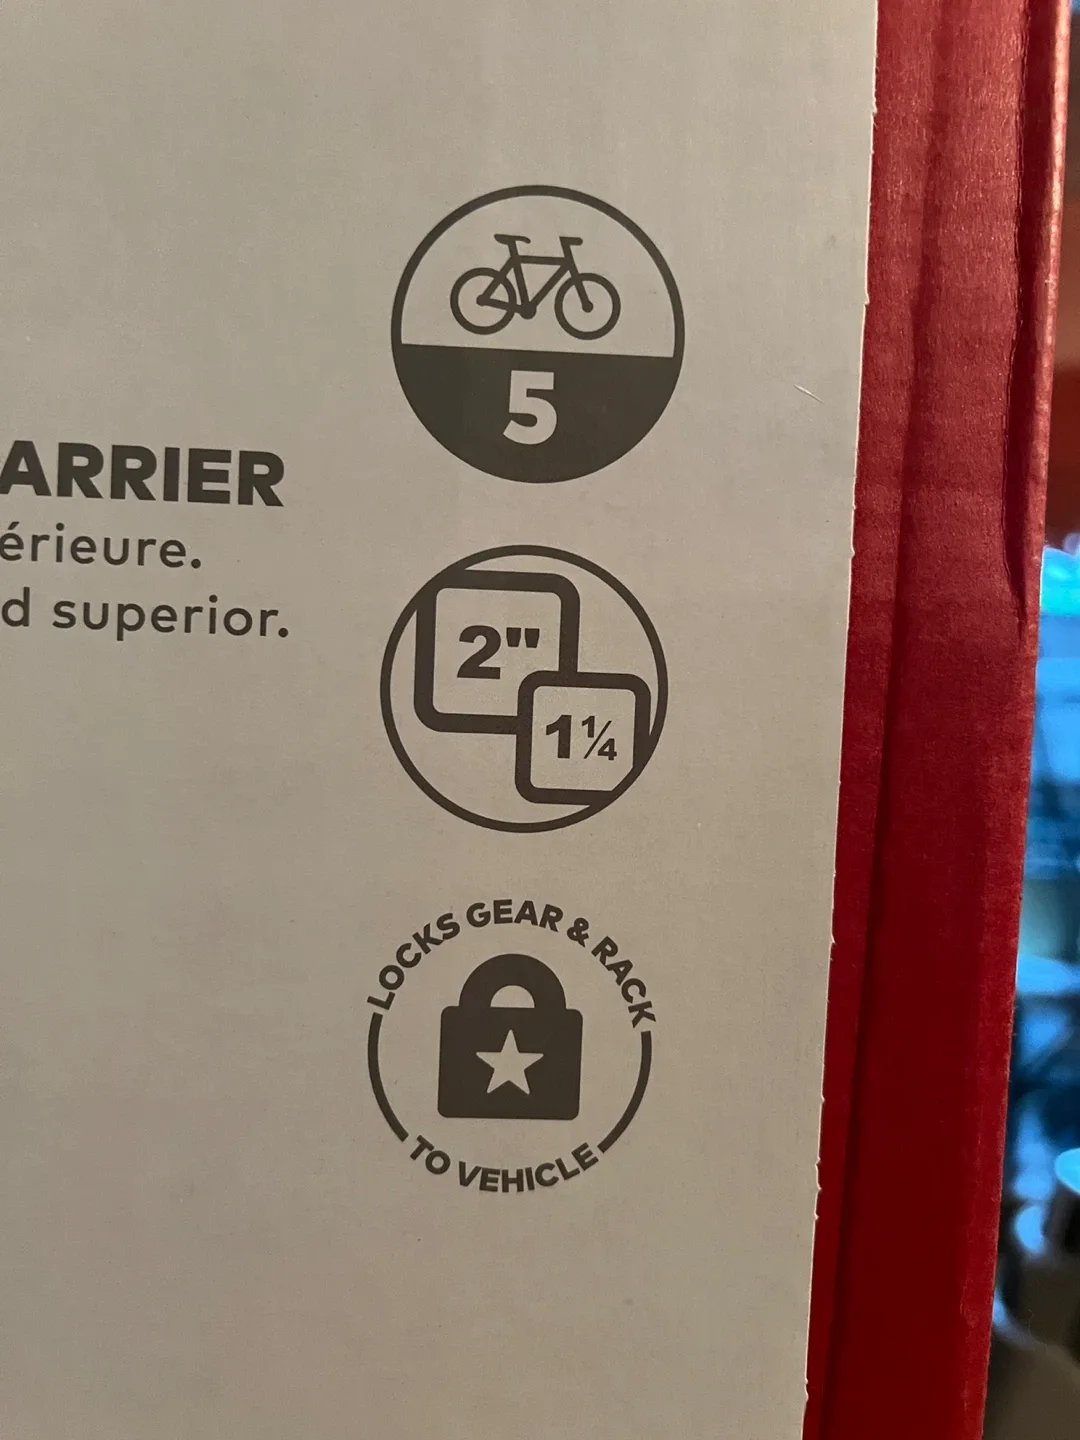 5
ARRIER
érieure.
d superior.
2"
1¼
LOCKS GEAR & RACK
TO VEHICLE